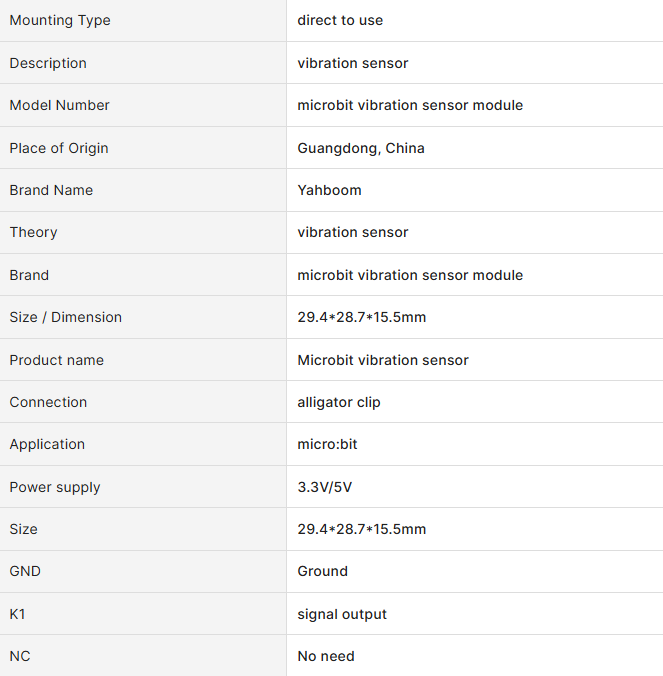 Mounting Type direct to use
Description vibration sensor
Model Number microbit vibration sensor module
Place of Origin Guangdong, China
Brand Name Yahboom
Theory vibration sensor
Brand microbit vibration sensor module
Size / Dimension 29.4*28.7*15.5mm
Product name Microbit vibration sensor
Connection alligator clip
Application micro:bit
Power supply 3.3V/5V
Size 29.4*28.7*15.5mm
GND Ground
K1 signal output
NC No need